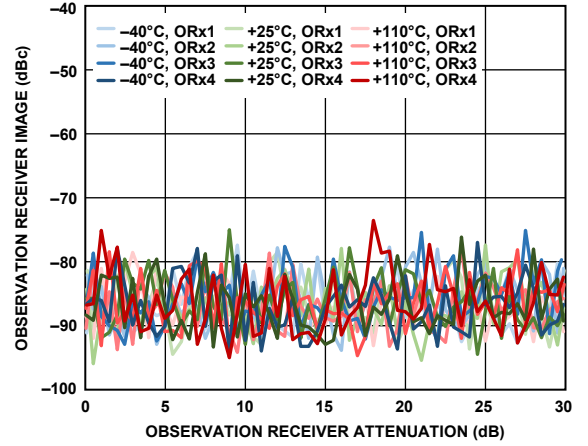 –40
–50
–60
–70
–80
–90
–100
OBSERVATION RECEIVER IMAGE (dBc)
–40°C, ORx1 +25°C, ORx1 +110°C, ORx1
–40°C, ORx2 +25°C, ORx2 +110°C, ORx2
–40°C, ORx3 +25°C, ORx3 +110°C, ORx3
–40°C, ORx4 +25°C, ORx4 +110°C, ORx4
0 5 10 15 20 25 30
OBSERVATION RECEIVER ATTENUATION (dB)